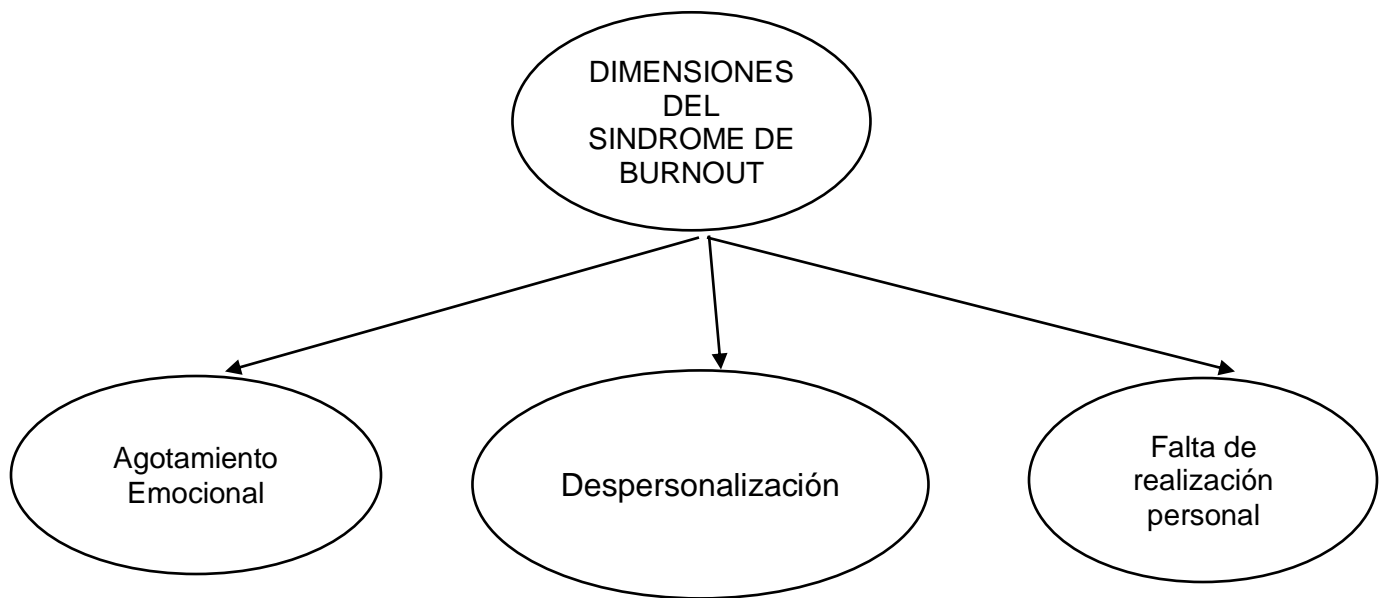 DIMENSIONES
DEL
SINDROME DE
BURNOUT
Agotamiento
Emocional
Despersonalización
Falta de
realización
personal